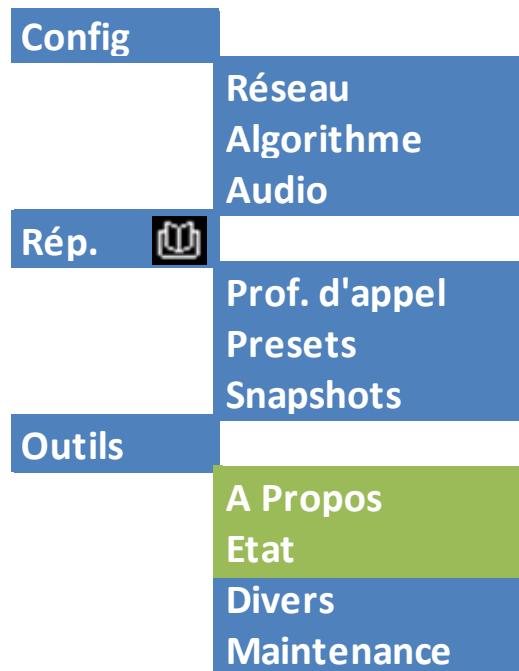 Config
Réseau
Algorithme
Audio
Rép.
Prof. d'appel
Presets
Snapshots
Outils
A Propos
Etat
Divers
Maintenance